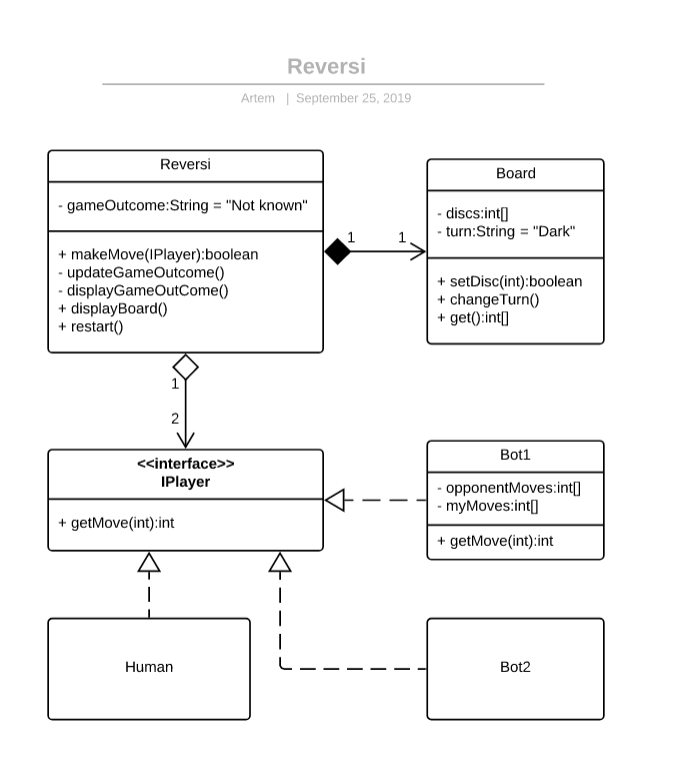 Reversi
Artem | September 25, 2019
Reversi
- gameOutcome:String = "Not known"
+ makeMove(IPlayer):boolean
- updateGameOutcome()
- displayGameOutCome()
+ displayBoard()
+ restart()
1
1
Board
- discs:int[]
- turn:String = "Dark"
+ setDisc(int):boolean
+ changeTurn()
+ get():int[]
1
2
<<interface>>
IPlayer
+ getMove(int):int
Bot1
- opponentMoves:int[]
- myMoves:int[]
+ getMove(int):int
Human
Bot2